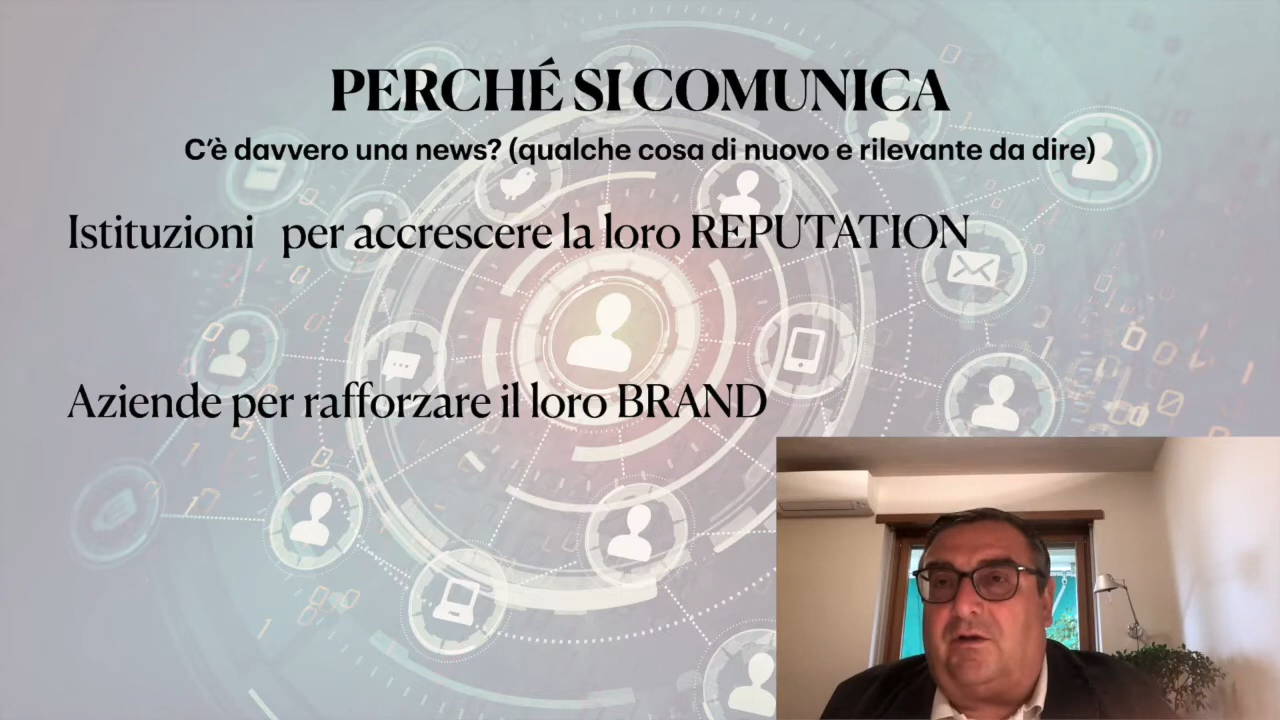 PERCHÉ SI COMUNICA
C'è davvero una news? (qualche cosa di nuovo e rilevante da dire)
Istituzioni per accrescere la loro REPUTATION
Aziende per rafforzare il loro BRAND